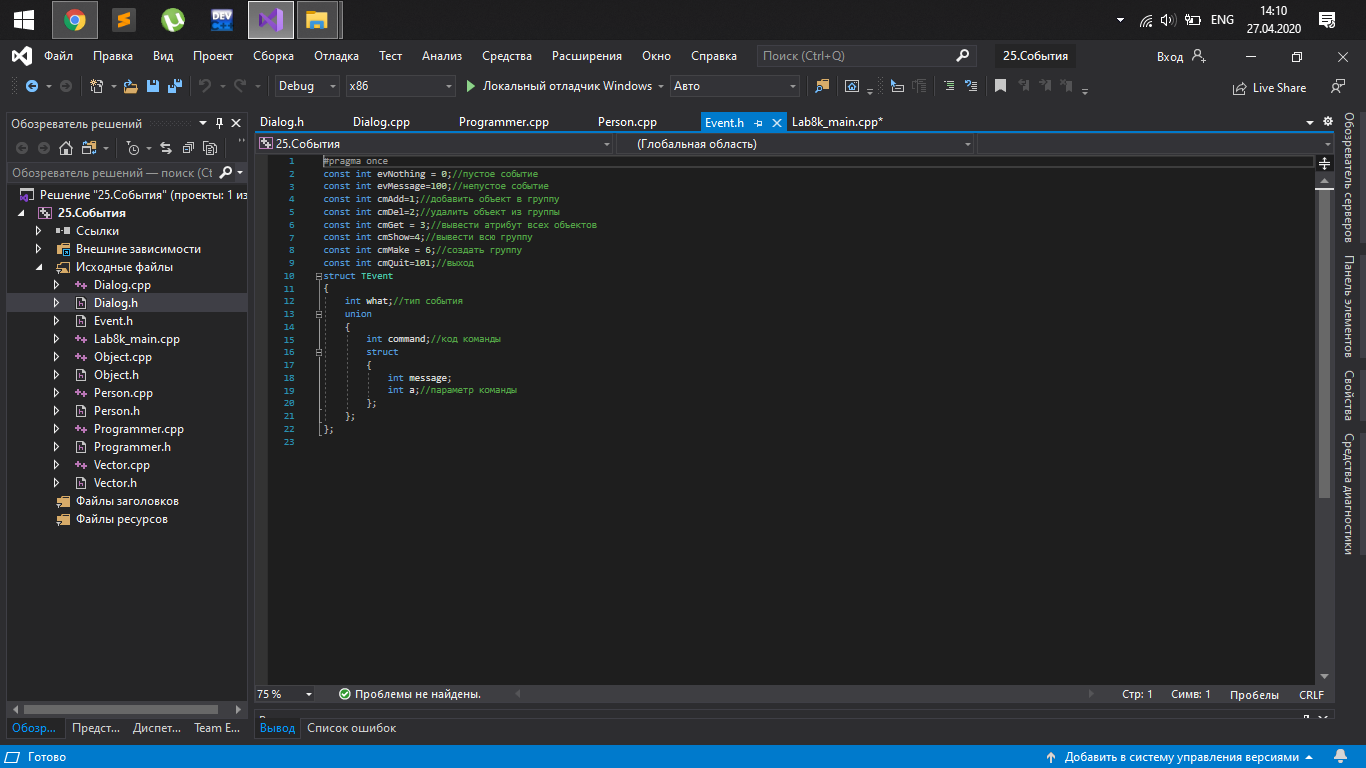 DEV
ENG
14:10
27.04.2020
Файл Правка Вид Проект Сборка Отладка Тест Анализ Средства Расширения Окно Справка Поиск (Ctrl+Q) 25.События Вход
Debug x86 Локальный отладчик Windows Авто Live Share
Обозреватель решений
Обозреватель решений — поиск (Ct
Решение "25.События" (проекты: 1 из
25.События
Ссылки
Внешние зависимости
Исходные файлы
Dialog.cpp
Dialog.h
Event.h
Lab8k_main.cpp
Object.cpp
Object.h
Person.cpp
Person.h
Programmer.cpp
Programmer.h
Vector.cpp
Vector.h
Файлы заголовков
Файлы ресурсов
Обозр... Предст... Диспет... Team E...
Dialog.h Dialog.cpp Programmer.cpp Person.cpp Event.h Lab8k_main.cpp*
25.События (Глобальная область)
1 #pragma once
2 const int evNothing = 0;//пустое событие
3 const int evMessage=100;//непустое событие
4 const int cmAdd=1;//добавить объект в группу
5 const int cmDel=2;//удалить объект из группы
6 const int cmGet = 3;//вывести атрибут всех объектов
7 const int cmShow=4;//вывести всю группу
8 const int cmMake = 6;//создать группу
9 const int cmQuit=101;//выход
10 struct TEvent
11 {
12 int what;//тип события
13 union
14 {
15 int command;//код команды
16 struct
17 {
18 int message;
19 int a;//параметр команды
20 };
21 };
22 };
23
75 % Проблемы не найдены. Стр: 1 Симв: 1 Пробелы CRLF
Вывод Список ошибок
Обозреватель серверов
Панель элементов
Свойства
Средства диагностики
Готово Добавить в систему управления версиями